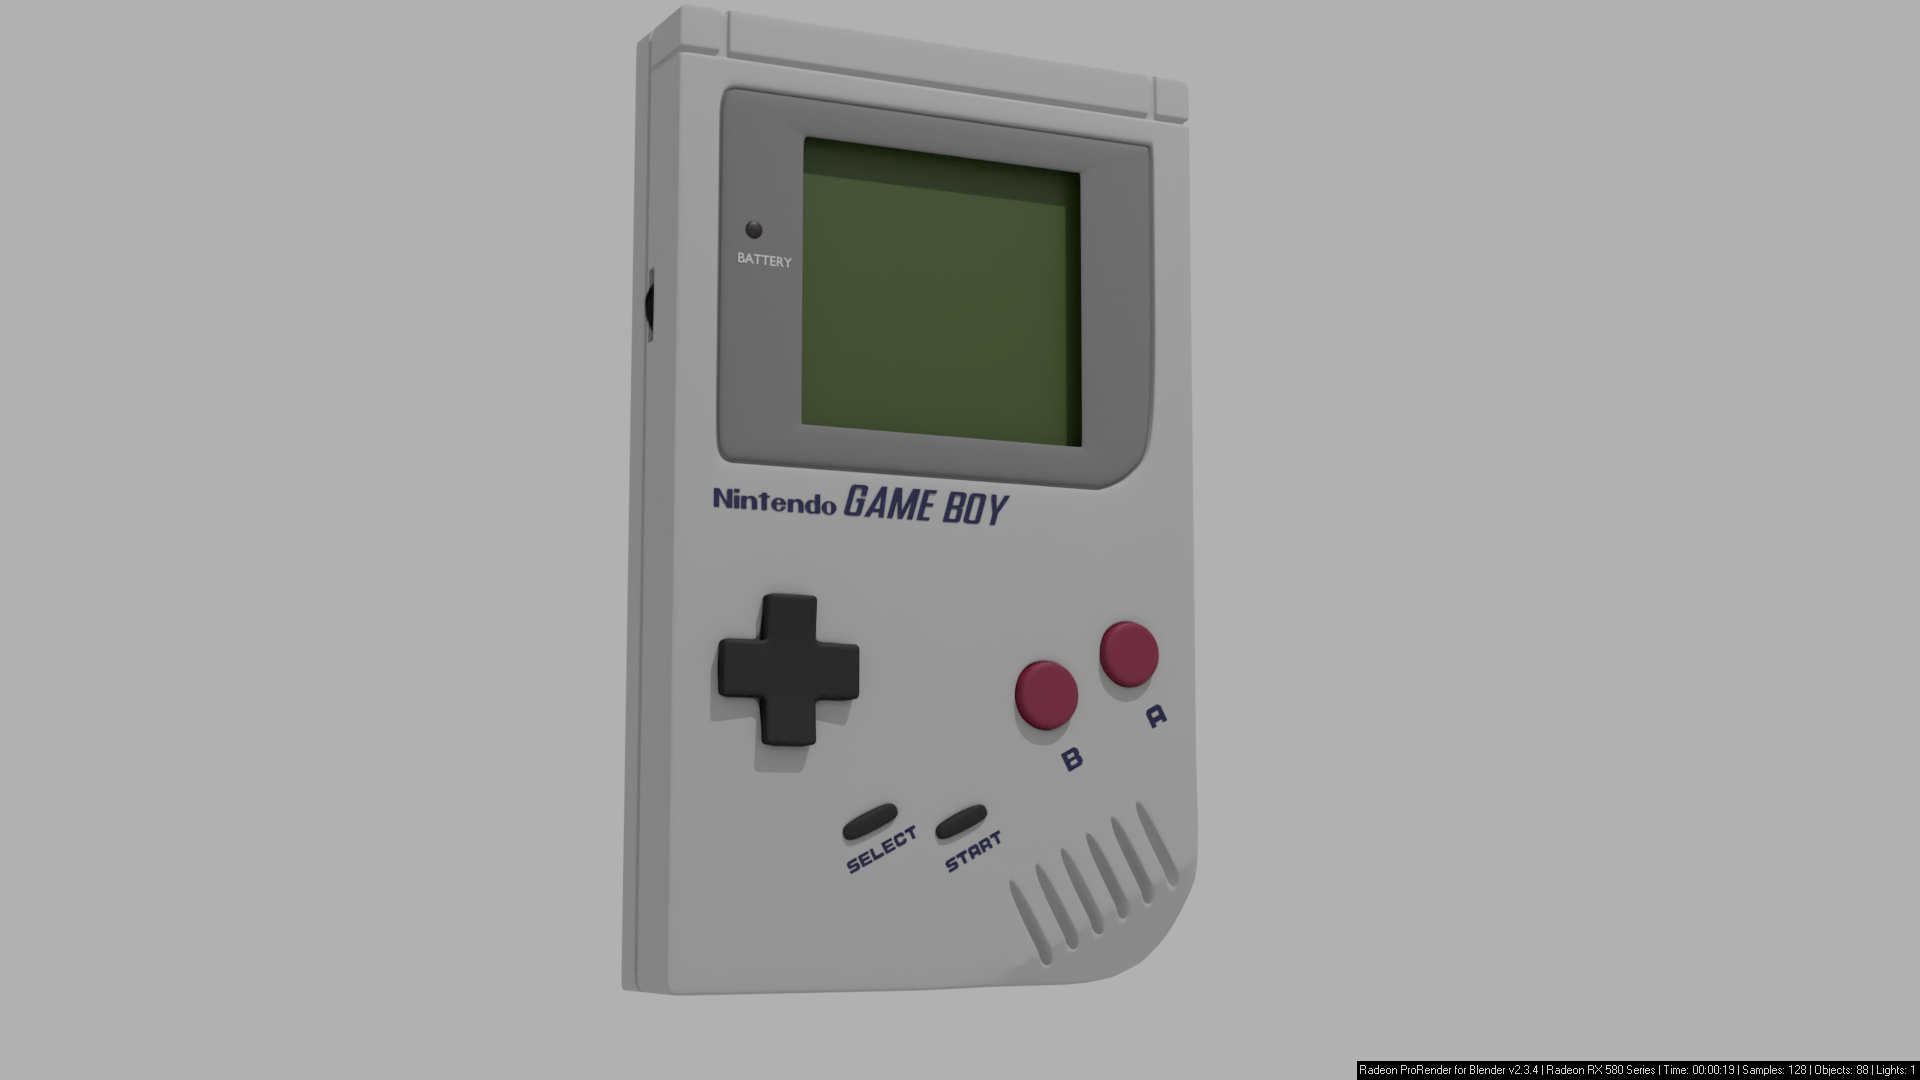 BATTERY
Nintendo GAME BOY
A
B
SELECT START
Radeon ProRender for Blender v2.3.4 | Radeon RX 580 Series | Time: 00:00:19 | Samples: 128 | Objects: 88 | Lights: 1